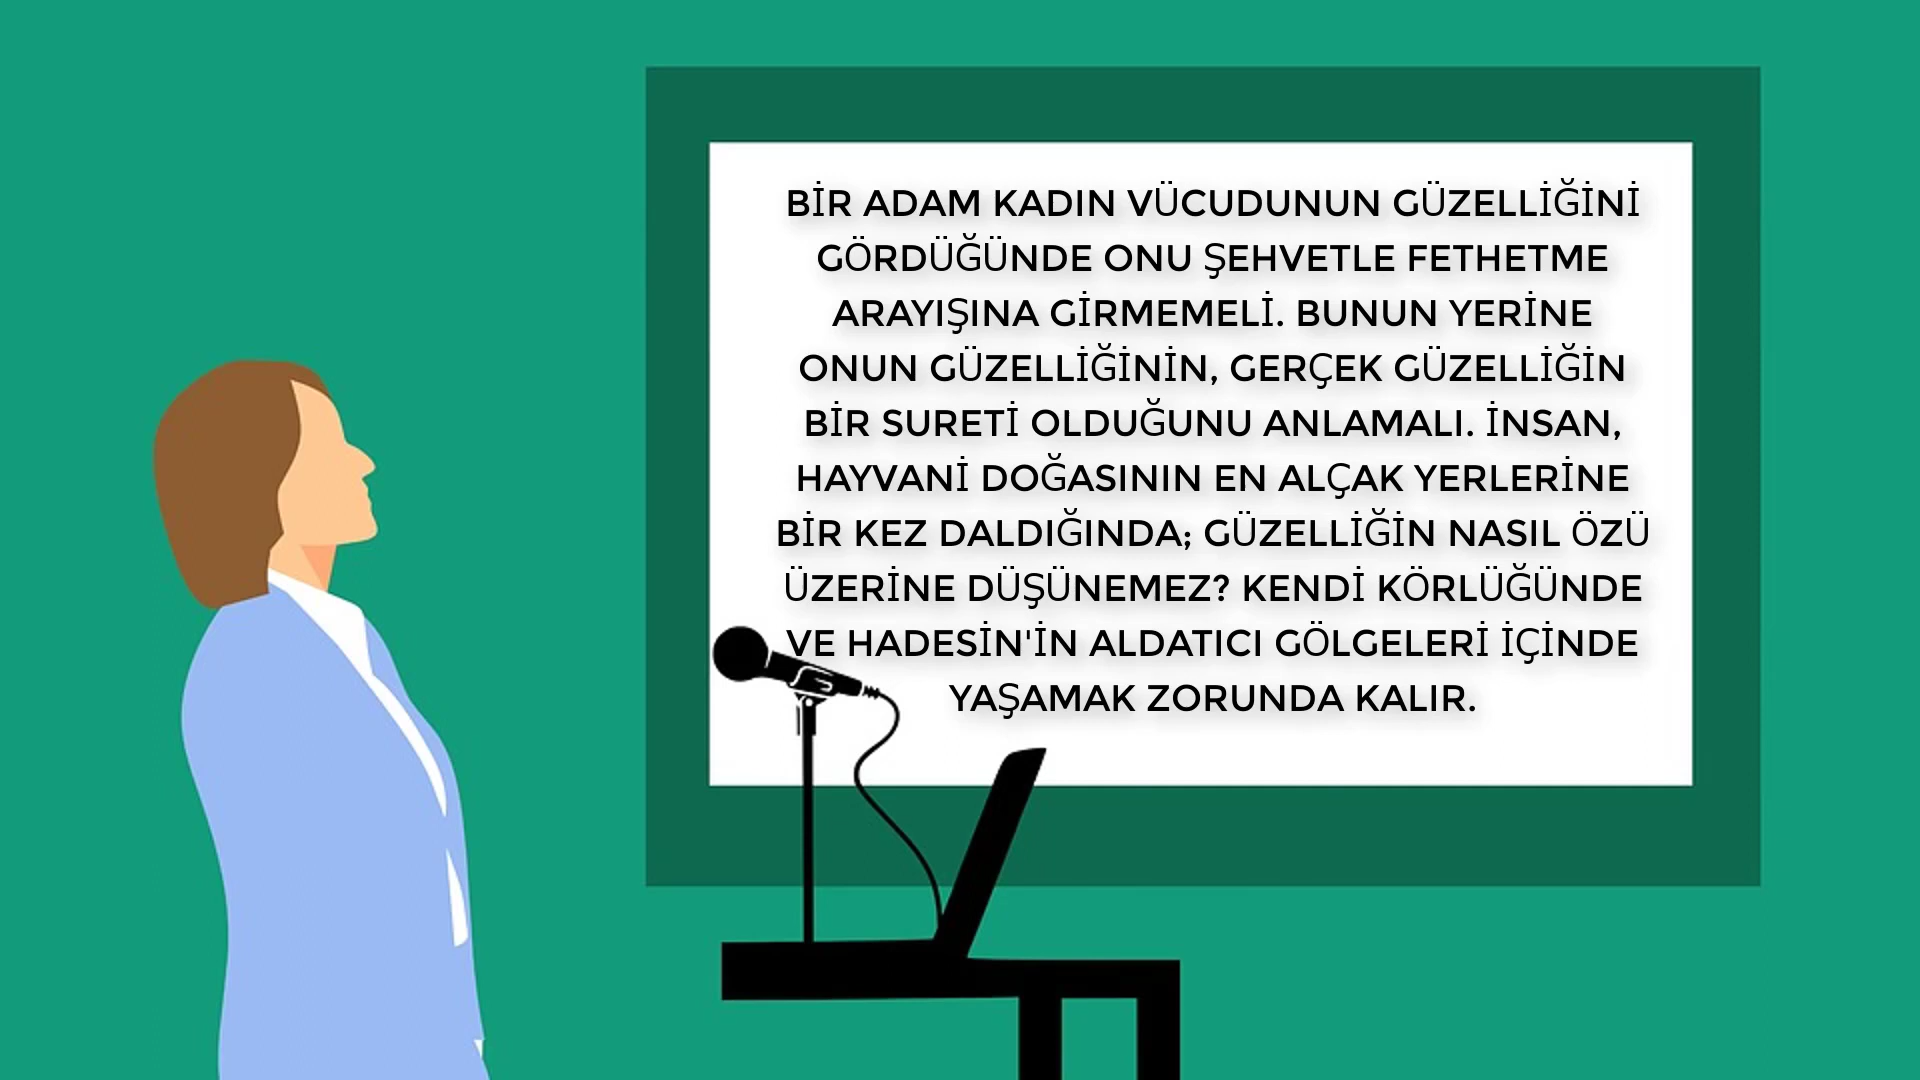 BİR ADAM KADIN VÜCUDUNUN GÜZELLİĞİNİ
GÖRDÜĞÜNDE ONU ŞEHVETLE FETHETME
ARAYIŞINA GİRMEMELİ. BUNUN YERİNE
ONUN GÜZELLİĞİNİN, GERÇEK GÜZELLİĞİN
BİR SURETİ OLDUĞUNU ANLAMALI. İNSAN,
HAYVANİ DOĞASININ EN ALÇAK YERLERİNE
BİR KEZ DALDIĞINDA; GÜZELLİĞİN NASIL ÖZÜ
ÜZERİNE DÜŞÜNEMEZ? KENDİ KÖRLÜĞÜNDE
VE HADESİN'İN ALDATICI GÖLGELERİ İÇİNDE
YAŞAMAK ZORUNDA KALIR.